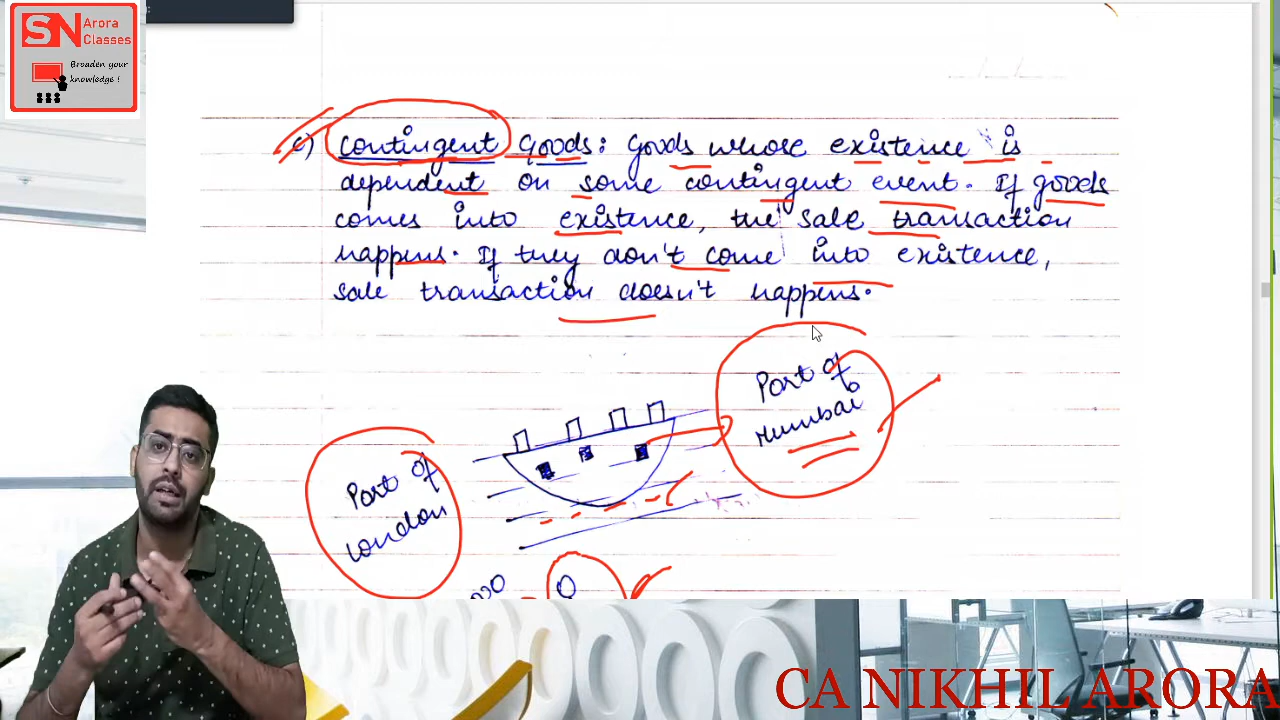 SN Arora
Classes
Broaden your
knowledge !
c) Contingent goods: Goods whose existence is
dependent on some contingent event. If goods
comes into existence, the sale transaction
happens. If they don't come into existence,
sale transaction doesn't happens.
Port of
Mumbai
Port of
London
O
CA NIKHIL ARORA